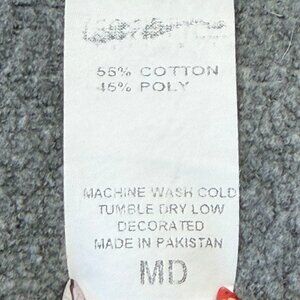 55% COTTON
45% POLY
MACHINE WASH COLD
TUMBLE DRY LOW
DECORATED
MADE IN PAKISTAN
MD